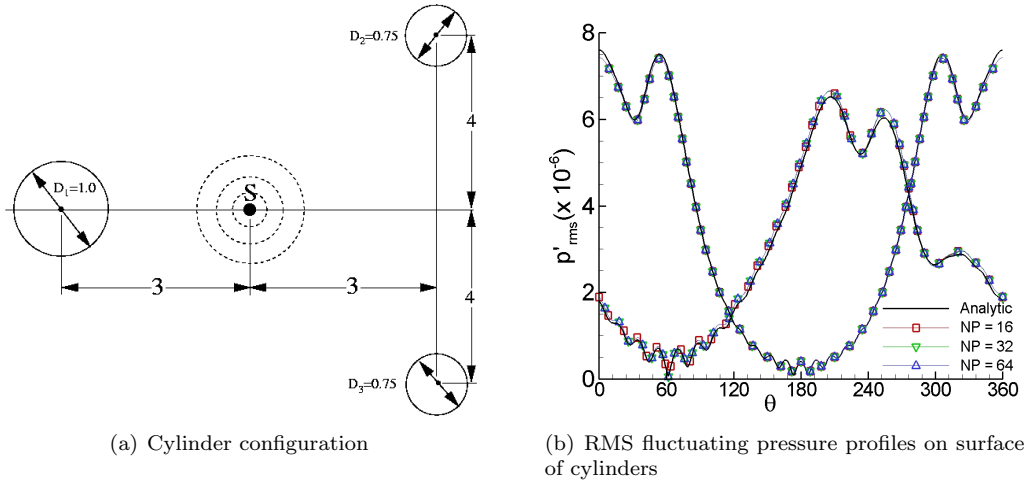 D₂=0.75
4
D₁=1.0
S
3
3
4
D₃=0.75
(a) Cylinder configuration
8
6
4
2
0
p'rms(x 10⁻⁶)
0
60
120
180
240
300
360
θ
Analytic
NP = 16
NP = 32
NP = 64
(b) RMS fluctuating pressure profiles on surface
of cylinders